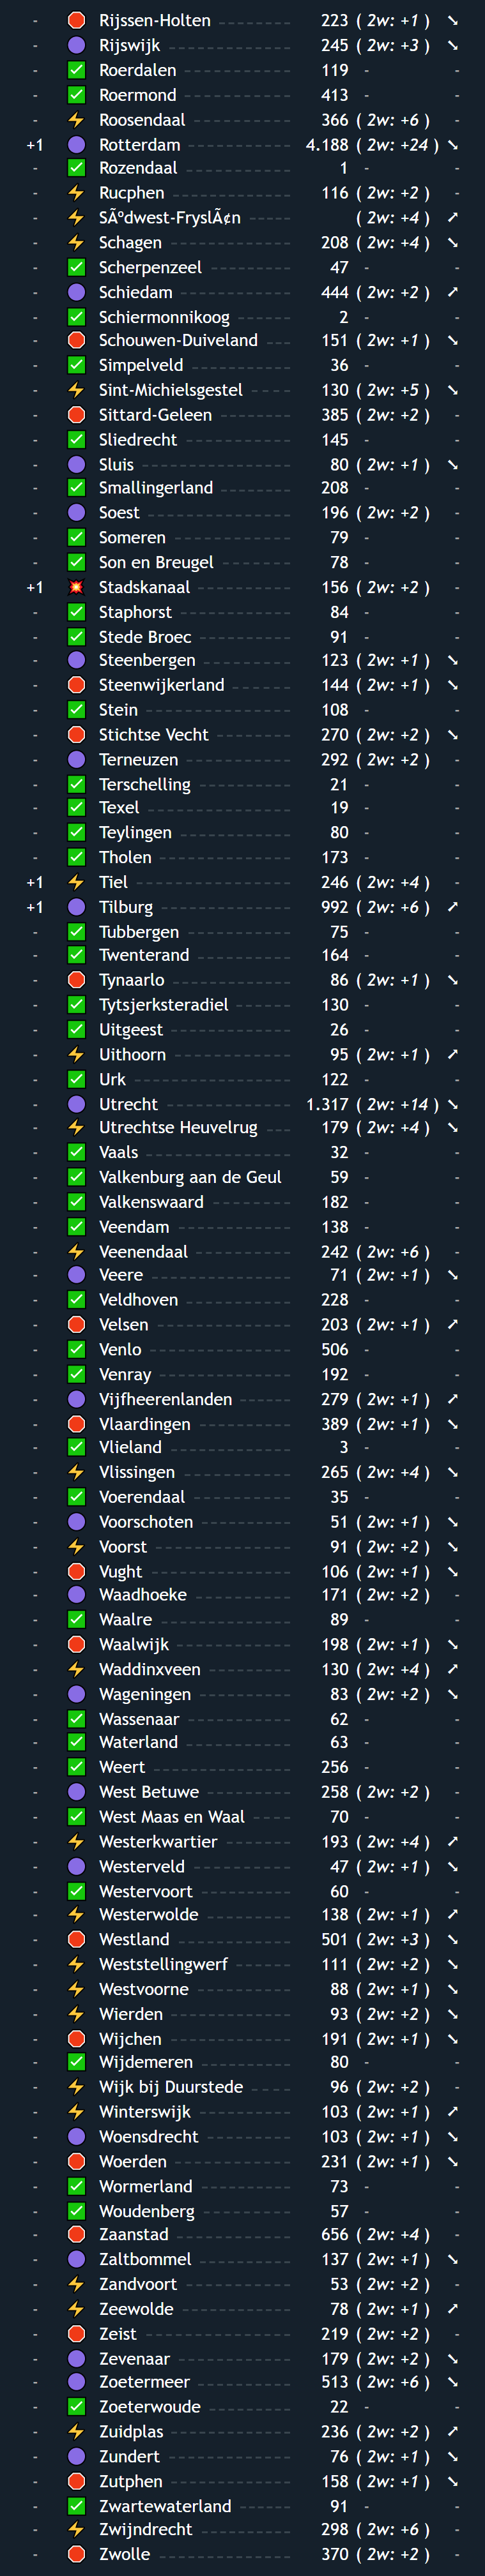 - Rijssen-Holten 223 ( 2w: +1 ) ↘
- Rijswijk 245 ( 2w: +3 ) ↘
- Roerdalen 119 - -
- Roermond 413 - -
- Roosendaal 366 ( 2w: +6 ) -
+1 Rotterdam 4.188 ( 2w: +24 ) ↘
- Rozendaal 1 - -
- Rucphen 116 ( 2w: +2 ) -
- SÃºdwest-FryslÃ¢n ( 2w: +4 ) ↗
- Schagen 208 ( 2w: +4 ) ↘
- Scherpenzeel 47 - -
- Schiedam 444 ( 2w: +2 ) ↗
- Schiermonnikoog 2 - -
- Schouwen-Duiveland 151 ( 2w: +1 ) ↘
- Simpelveld 36 - -
- Sint-Michielsgestel 130 ( 2w: +5 ) ↘
- Sittard-Geleen 385 ( 2w: +2 ) -
- Sliedrecht 145 - -
- Sluis 80 ( 2w: +1 ) ↘
- Smallingerland 208 - -
- Soest 196 ( 2w: +2 ) -
- Someren 79 - -
- Son en Breugel 78 - -
+1 Stadskanaal 156 ( 2w: +2 ) -
- Staphorst 84 - -
- Stede Broec 91 - -
- Steenbergen 123 ( 2w: +1 ) ↘
- Steenwijkerland 144 ( 2w: +1 ) ↘
- Stein 108 - -
- Stichtse Vecht 270 ( 2w: +2 ) ↘
- Terneuzen 292 ( 2w: +2 ) -
- Terschelling 21 - -
- Texel 19 - -
- Teylingen 80 - -
- Tholen 173 - -
+1 Tiel 246 ( 2w: +4 ) -
+1 Tilburg 992 ( 2w: +6 ) ↗
- Tubbergen 75 - -
- Twenterand 164 - -
- Tynaarlo 86 ( 2w: +1 ) ↘
- Tytsjerksteradiel 130 - -
- Uitgeest 26 - -
- Uithoorn 95 ( 2w: +1 ) ↗
- Urk 122 - -
- Utrecht 1.317 ( 2w: +14 ) ↘
- Utrechtse Heuvelrug 179 ( 2w: +4 ) ↘
- Vaals 32 - -
- Valkenburg aan de Geul 59 - -
- Valkenswaard 182 - -
- Veendam 138 - -
- Veenendaal 242 ( 2w: +6 ) -
- Veere 71 ( 2w: +1 ) ↘
- Veldhoven 228 - -
- Velsen 203 ( 2w: +1 ) ↗
- Venlo 506 - -
- Venray 192 - -
- Vijfheerenlanden 279 ( 2w: +1 ) ↗
- Vlaardingen 389 ( 2w: +1 ) ↘
- Vlieland 3 - -
- Vlissingen 265 ( 2w: +4 ) ↘
- Voerendaal 35 - -
- Voorschoten 51 ( 2w: +1 ) ↘
- Voorst 91 ( 2w: +2 ) ↘
- Vught 106 ( 2w: +1 ) ↘
- Waadhoeke 171 ( 2w: +2 ) -
- Waalre 89 - -
- Waalwijk 198 ( 2w: +1 ) ↘
- Waddinxveen 130 ( 2w: +4 ) ↗
- Wageningen 83 ( 2w: +2 ) ↘
- Wassenaar 62 - -
- Waterland 63 - -
- Weert 256 - -
- West Betuwe 258 ( 2w: +2 ) -
- West Maas en Waal 70 - -
- Westerkwartier 193 ( 2w: +4 ) ↗
- Westerveld 47 ( 2w: +1 ) ↘
- Westervoort 60 - -
- Westerwolde 138 ( 2w: +1 ) ↗
- Westland 501 ( 2w: +3 ) ↘
- Weststellingwerf 111 ( 2w: +2 ) ↘
- Westvoorne 88 ( 2w: +1 ) ↘
- Wierden 93 ( 2w: +2 ) ↘
- Wijchen 191 ( 2w: +1 ) ↘
- Wijdemeren 80 - -
- Wijk bij Duurstede 96 ( 2w: +2 ) -
- Winterswijk 103 ( 2w: +1 ) ↗
- Woensdrecht 103 ( 2w: +1 ) ↘
- Woerden 231 ( 2w: +1 ) ↘
- Wormerland 73 - -
- Woudenberg 57 - -
- Zaanstad 656 ( 2w: +4 ) -
- Zaltbommel 137 ( 2w: +1 ) ↘
- Zandvoort 53 ( 2w: +2 ) -
- Zeewolde 78 ( 2w: +1 ) ↗
- Zeist 219 ( 2w: +2 ) -
- Zevenaar 179 ( 2w: +2 ) ↘
- Zoetermeer 513 ( 2w: +6 ) ↘
- Zoeterwoude 22 - -
- Zuidplas 236 ( 2w: +2 ) ↗
- Zundert 76 ( 2w: +1 ) ↘
- Zutphen 158 ( 2w: +1 ) ↘
- Zwartewaterland 91 - -
- Zwijndrecht 298 ( 2w: +6 ) -
- Zwolle 370 ( 2w: +2 ) -